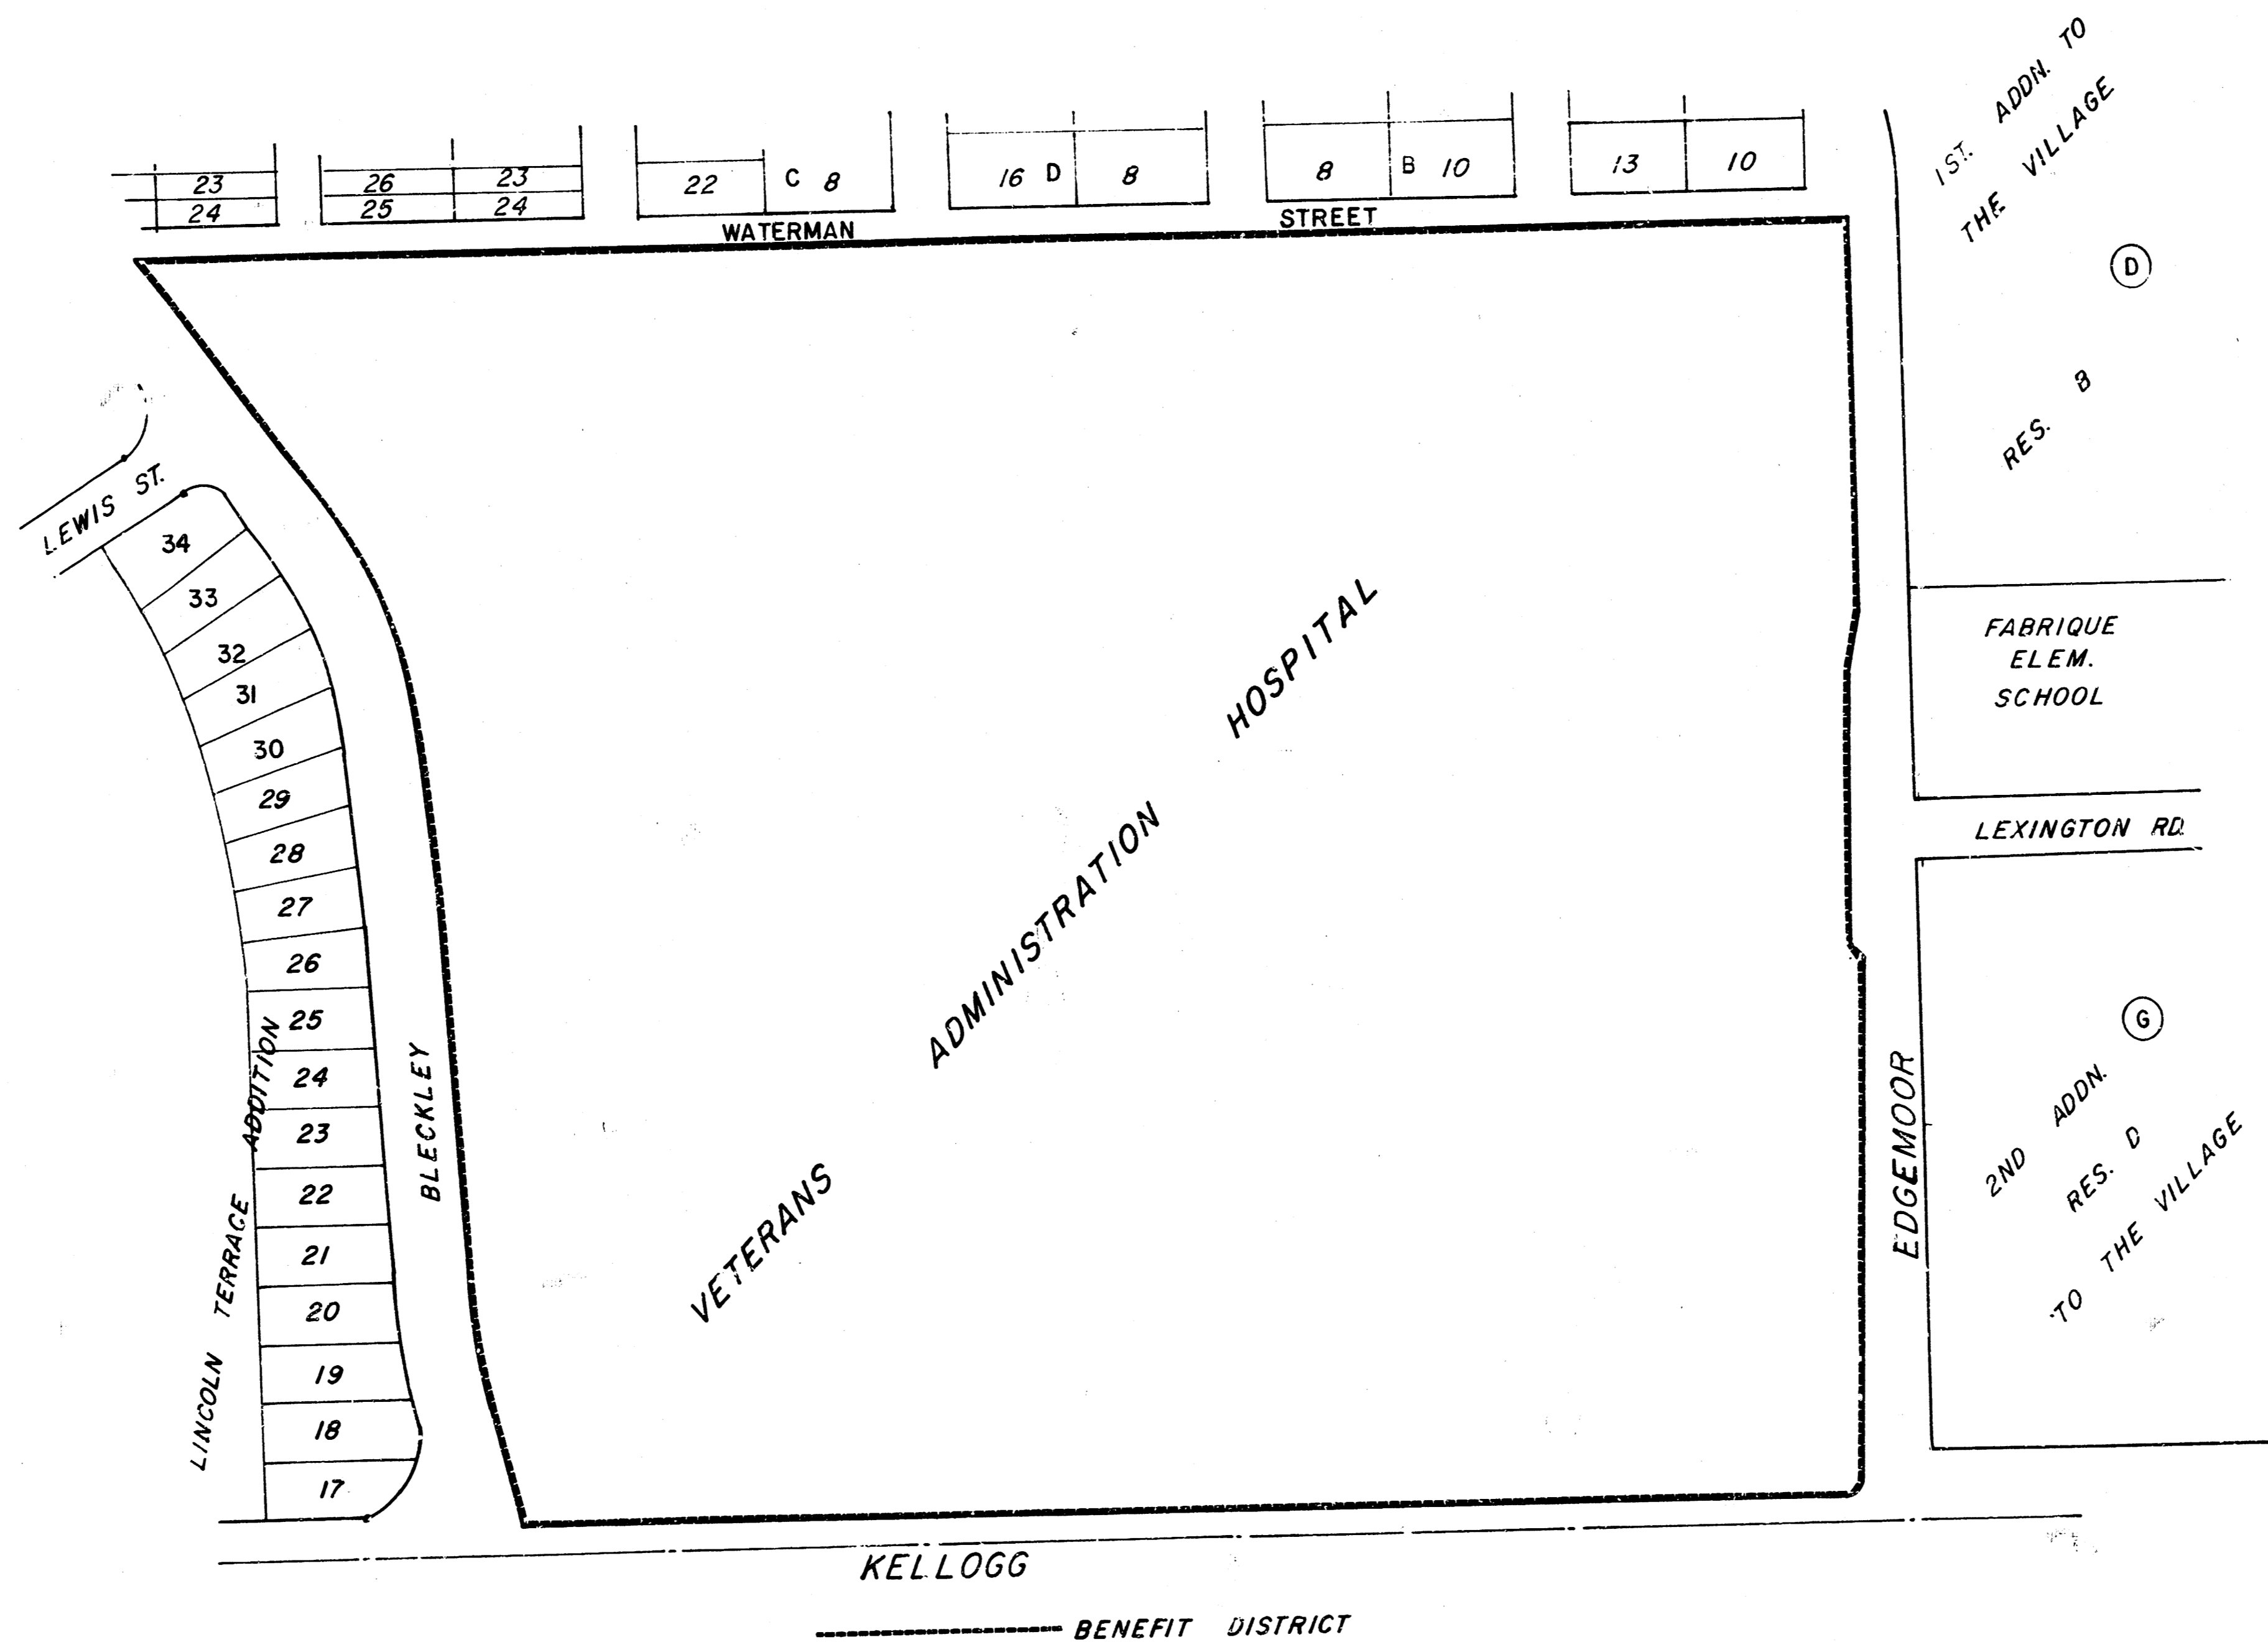 1ST. ADDN. TO
THE VILLAGE
D
RES. B
23
24
26 23
25 24
22 C 8
16 D 8
8 B 10
13 10
WATERMAN STREET
LEWIS ST.
34
33
32
31
30
29
28
27
26
25
24
23
22
21
20
19
18
17
LINCOLN TERRACE ADDITION
BLECKLEY
VETERANS ADMINISTRATION HOSPITAL
FABRIQUE
ELEM.
SCHOOL
LEXINGTON RD.
EDGEMOOR
G
2ND ADDN.
RES. D
TO THE VILLAGE
KELLOGG
BENEFIT DISTRICT